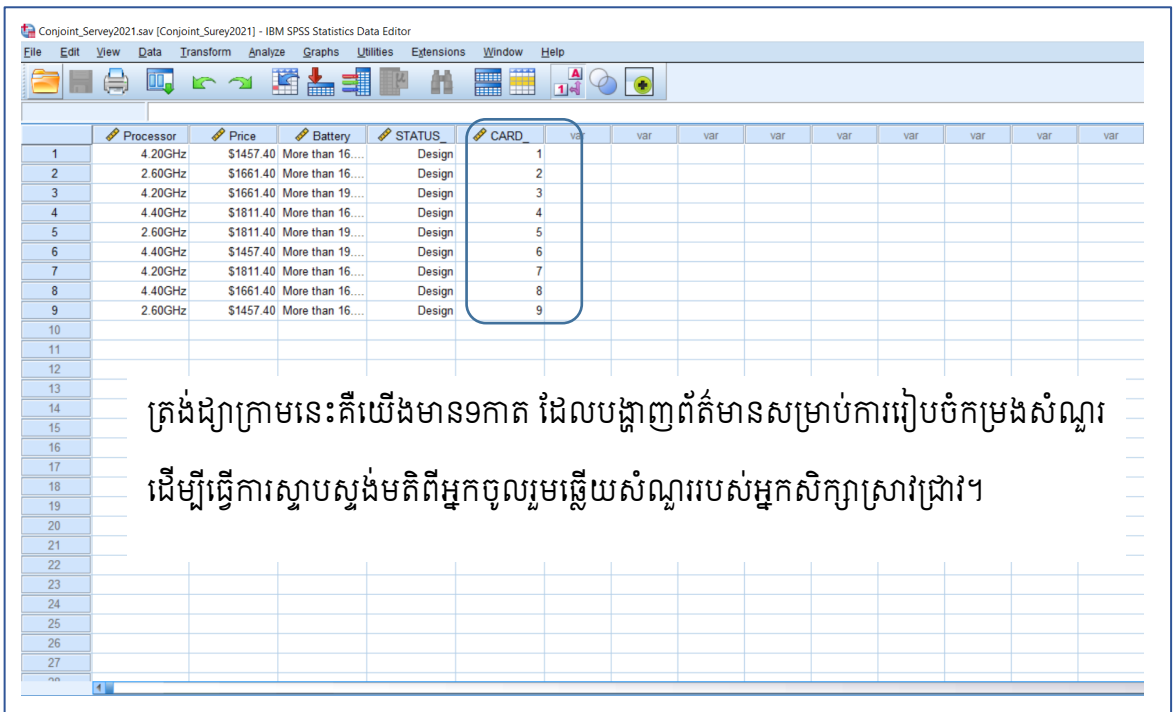 Conjoint_Servey2021.sav [Conjoint_Surey2021] - IBM SPSS Statistics Data Editor
File Edit View Data Transform Analyze Graphs Utilities Extensions Window Help
Processor Price Battery STATUS_ CARD_ var var var var var var var var var
1 4.20GHz $1457.40 More than 16.... Design 1
2 2.60GHz $1661.40 More than 16.... Design 2
3 4.20GHz $1661.40 More than 19.... Design 3
4 4.40GHz $1811.40 More than 16.... Design 4
5 2.60GHz $1811.40 More than 19.... Design 5
6 4.40GHz $1457.40 More than 19.... Design 6
7 4.20GHz $1811.40 More than 16.... Design 7
8 4.40GHz $1661.40 More than 16.... Design 8
9 2.60GHz $1457.40 More than 16.... Design 9
10
11
12
13
14
ត្រង់ដ្យាក្រាមនេះគឺយើងមាន9កាត ដែលបង្ហាញព័ត៌មានសម្រាប់ការរៀបចំកម្រងសំណួរ
15
16
17
18
ដើម្បីធ្វើការស្ទាបស្ទង់មតិពីអ្នកចូលរួមឆ្លើយសំណួររបស់អ្នកសិក្សាស្រាវជ្រាវ។
19
20
21
22
23
24
25
26
27